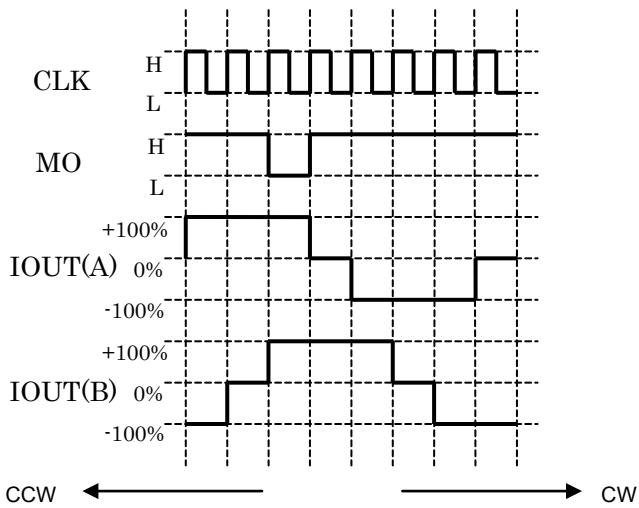 CLK
H
L
MO
H
L
IOUT(A)
+100%
0%
-100%
IOUT(B)
+100%
0%
-100%
CCW
CW